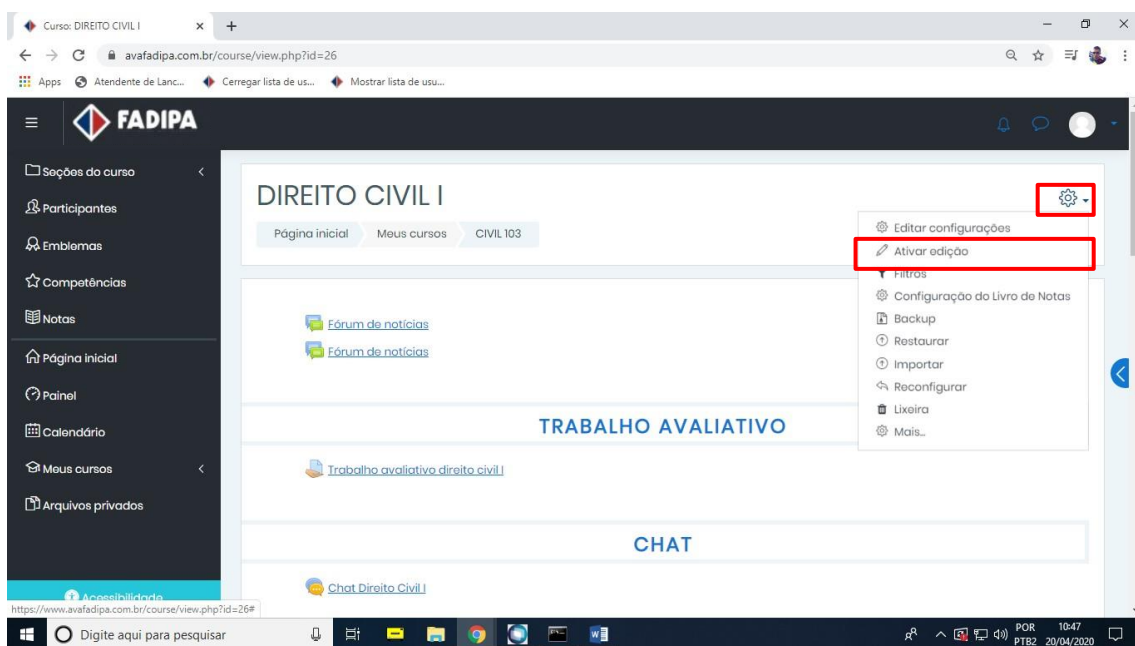 Curso: DIREITO CIVIL I
avafadipa.com.br/course/view.php?id=26
Apps Atendente de Lanc... Cerregar lista de us... Mostrar lista de usu...
FADIPA
Seções do curso
Participantes
Emblemas
Competências
Notas
Página inicial
Painel
Calendário
Meus cursos
Arquivos privados
Acessibilidade
DIREITO CIVIL I
Página inicial Meus cursos CIVIL 103
Editar configurações
Ativar edição
Filtros
Configuração do Livro de Notas
Backup
Restaurar
Importar
Reconfigurar
Lixeira
Mais...
Fórum de notícias
Fórum de notícias
TRABALHO AVALIATIVO
Trabalho avaliativo direito civil I
CHAT
Chat Direito Civil I
https://www.avafadipa.com.br/course/view.php?id=26#
Digite aqui para pesquisar
POR 10:47
PTB2 20/04/2020